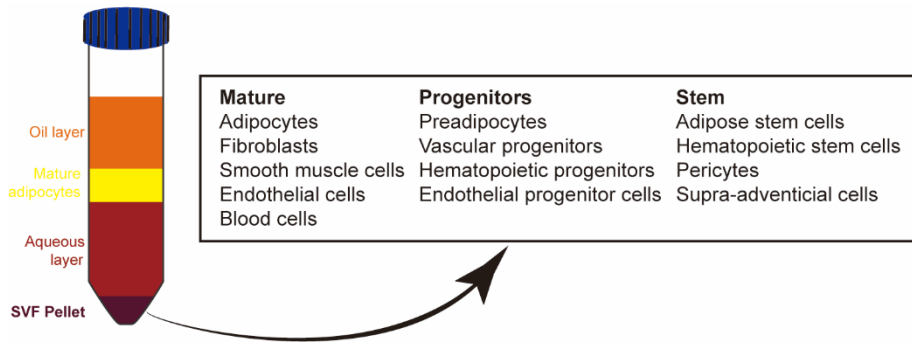 Oil layer
Mature
adipocytes
Aqueous
layer
SVF Pellet
Mature
Adipocytes
Fibroblasts
Smooth muscle cells
Endothelial cells
Blood cells
Progenitors
Preadipocytes
Vascular progenitors
Hematopoietic progenitors
Endothelial progenitor cells
Stem
Adipose stem cells
Hematopoietic stem cells
Pericytes
Supra-adventicial cells